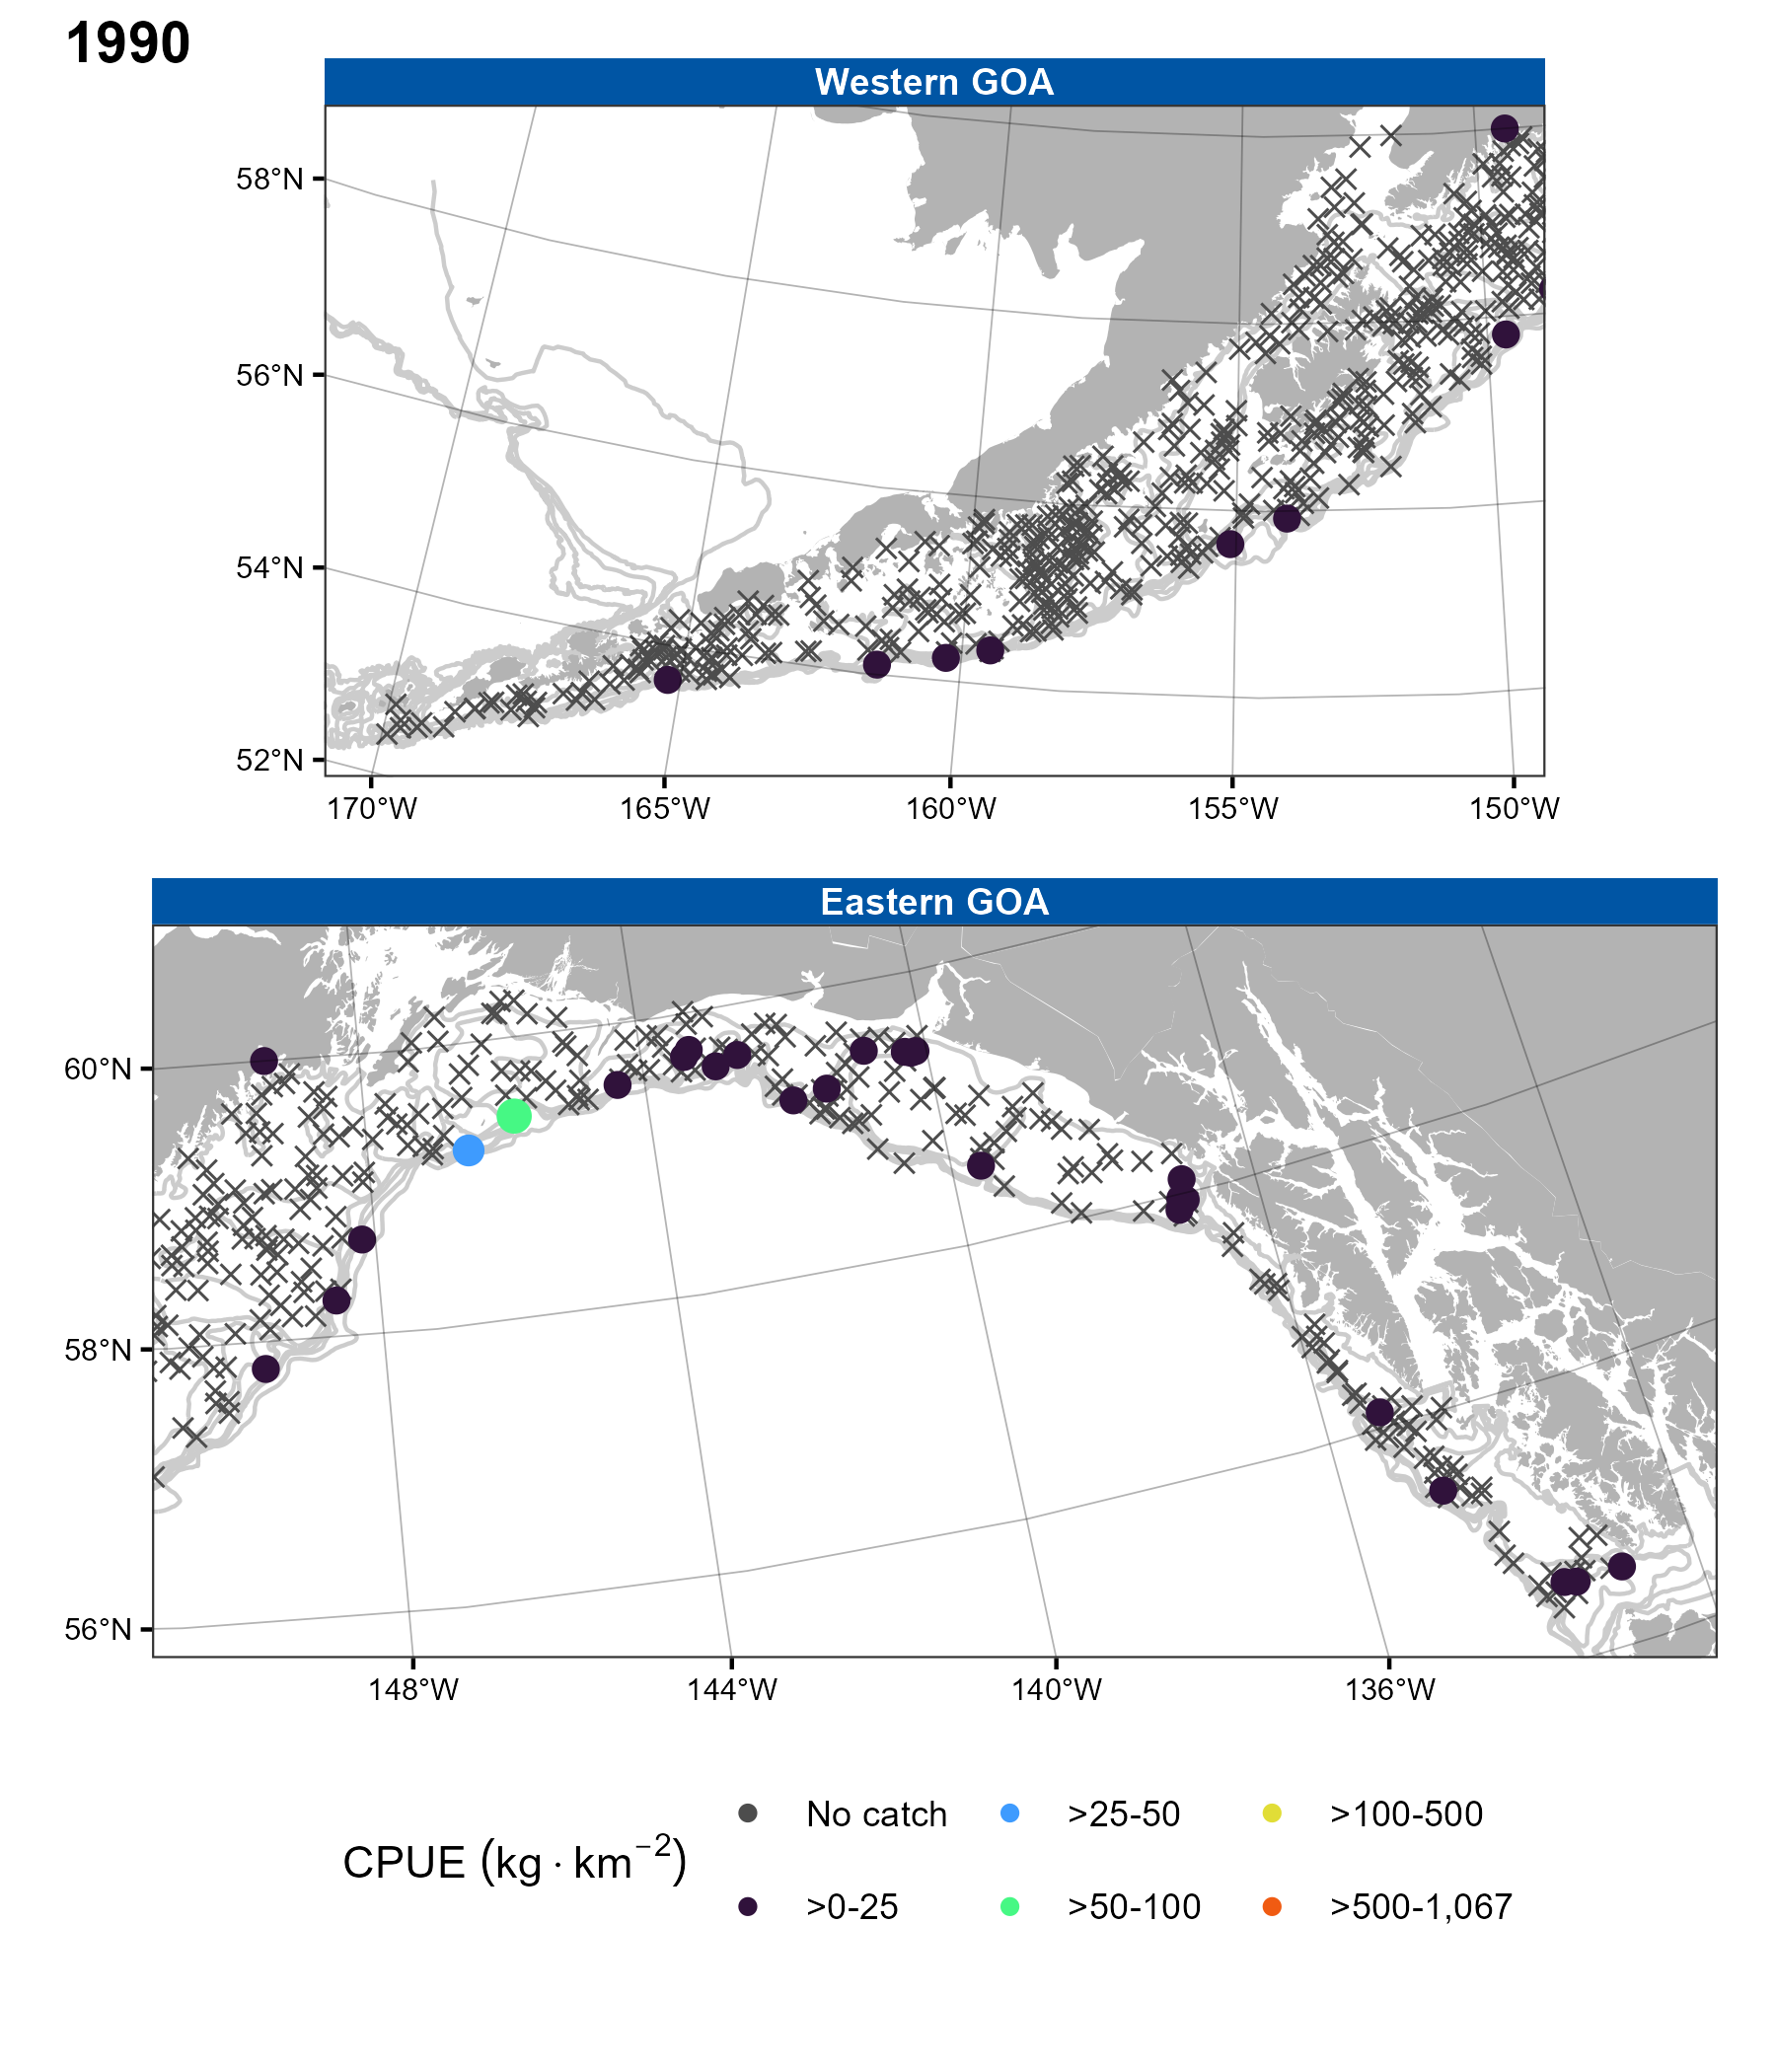 1990
Western GOA
58°N
56°N
54°N
52°N
170°W 165°W 160°W 155°W 150°W
Eastern GOA
60°N
58°N
56°N
148°W 144°W 140°W 136°W
CPUE (kg · km⁻²)
No catch >25-50 >100-500
>0-25 >50-100 >500-1,067